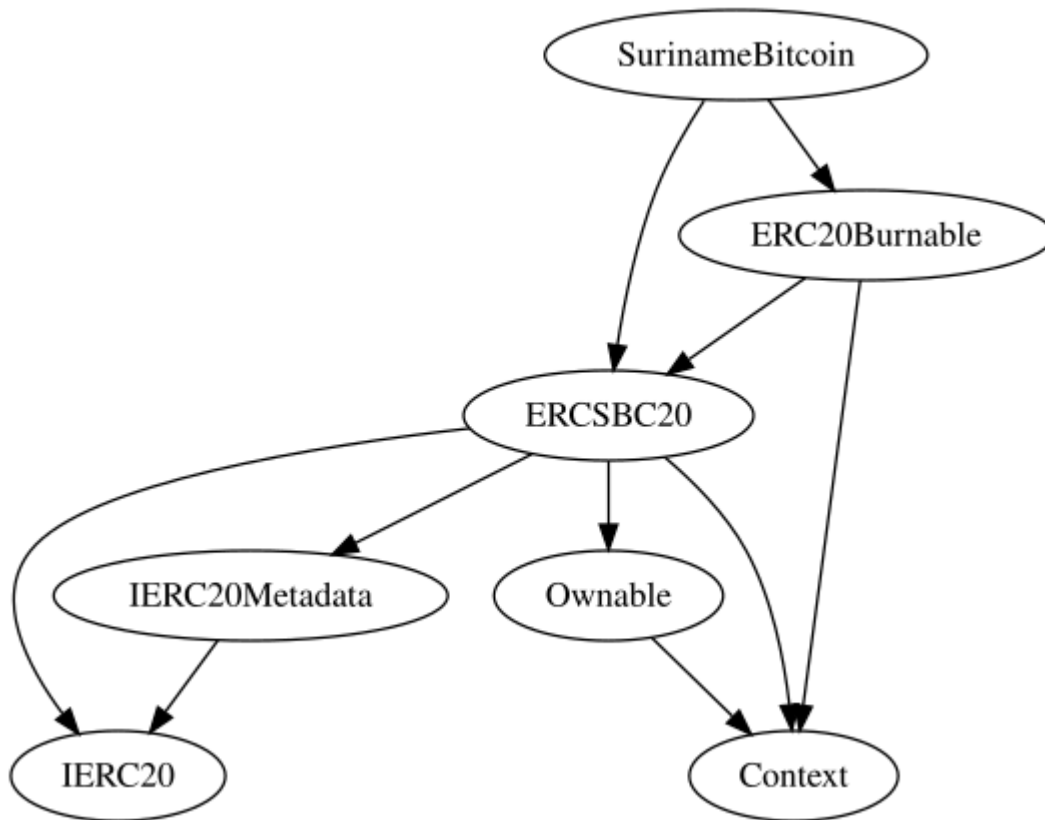 SurinameBitcoin
ERC20Burnable
ERCSBC20
IERC20Metadata
Ownable
IERC20
Context